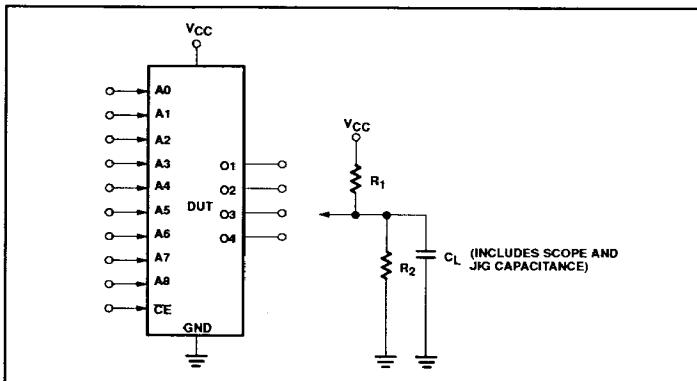 VCC
A0
A1
A2
A3
A4
A5
A6
A7
A8
CE
DUT
O1
O2
O3
O4
GND
VCC
R1
R2
CL (INCLUDES SCOPE AND
JIG CAPACITANCE)